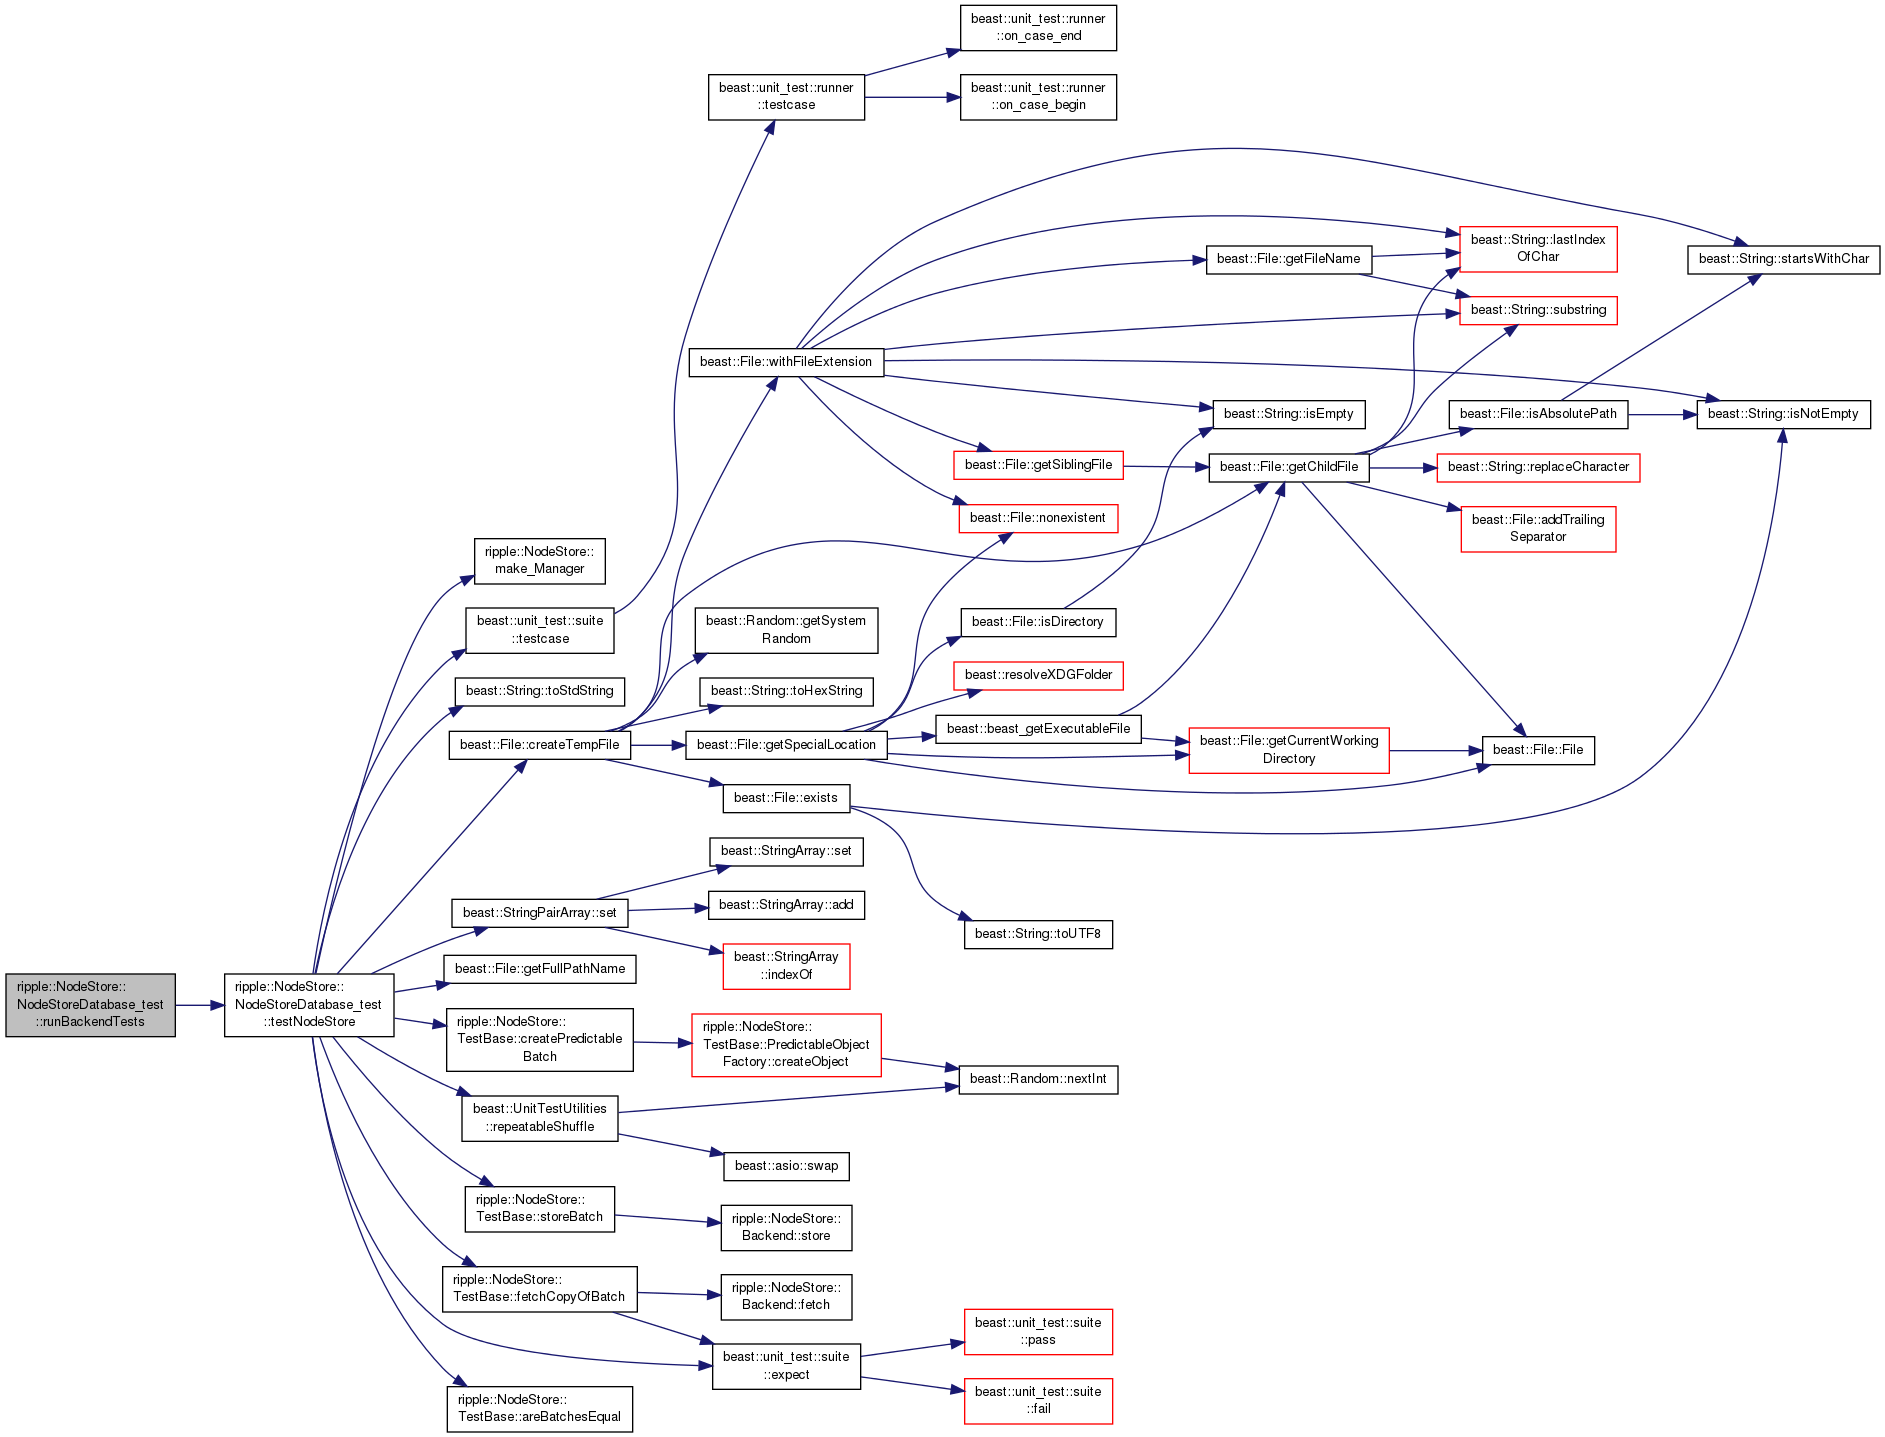 beast::unit_test::runner
::on_case_end
beast::unit_test::runner
::testcase
beast::unit_test::runner
::on_case_begin
beast::String::lastIndex
OfChar
beast::File::getFileName
beast::String::startsWithChar
beast::String::substring
beast::File::withFileExtension
beast::String::isEmpty
beast::File::isAbsolutePath
beast::String::isNotEmpty
beast::File::getSiblingFile
beast::File::getChildFile
beast::String::replaceCharacter
beast::File::nonexistent
beast::File::addTrailing
Separator
ripple::NodeStore::
make_Manager
beast::unit_test::suite
::testcase
beast::Random::getSystem
Random
beast::File::isDirectory
beast::String::toStdString
beast::String::toHexString
beast::resolveXDGFolder
beast::File::createTempFile
beast::File::getSpecialLocation
beast::beast_getExecutableFile
beast::File::getCurrentWorking
Directory
beast::File::File
beast::File::exists
beast::StringArray::set
beast::StringPairArray::set
beast::StringArray::add
beast::String::toUTF8
beast::StringArray
::indexOf
beast::File::getFullPathName
ripple::NodeStore::
NodeStoreDatabase_test
::runBackendTests
ripple::NodeStore::
NodeStoreDatabase_test
::testNodeStore
ripple::NodeStore::
TestBase::createPredictable
Batch
ripple::NodeStore::
TestBase::PredictableObject
Factory::createObject
beast::Random::nextInt
beast::UnitTestUtilities
::repeatableShuffle
beast::asio::swap
ripple::NodeStore::
TestBase::storeBatch
ripple::NodeStore::
Backend::store
ripple::NodeStore::
TestBase::fetchCopyOfBatch
ripple::NodeStore::
Backend::fetch
beast::unit_test::suite
::pass
beast::unit_test::suite
::expect
beast::unit_test::suite
::fail
ripple::NodeStore::
TestBase::areBatchesEqual